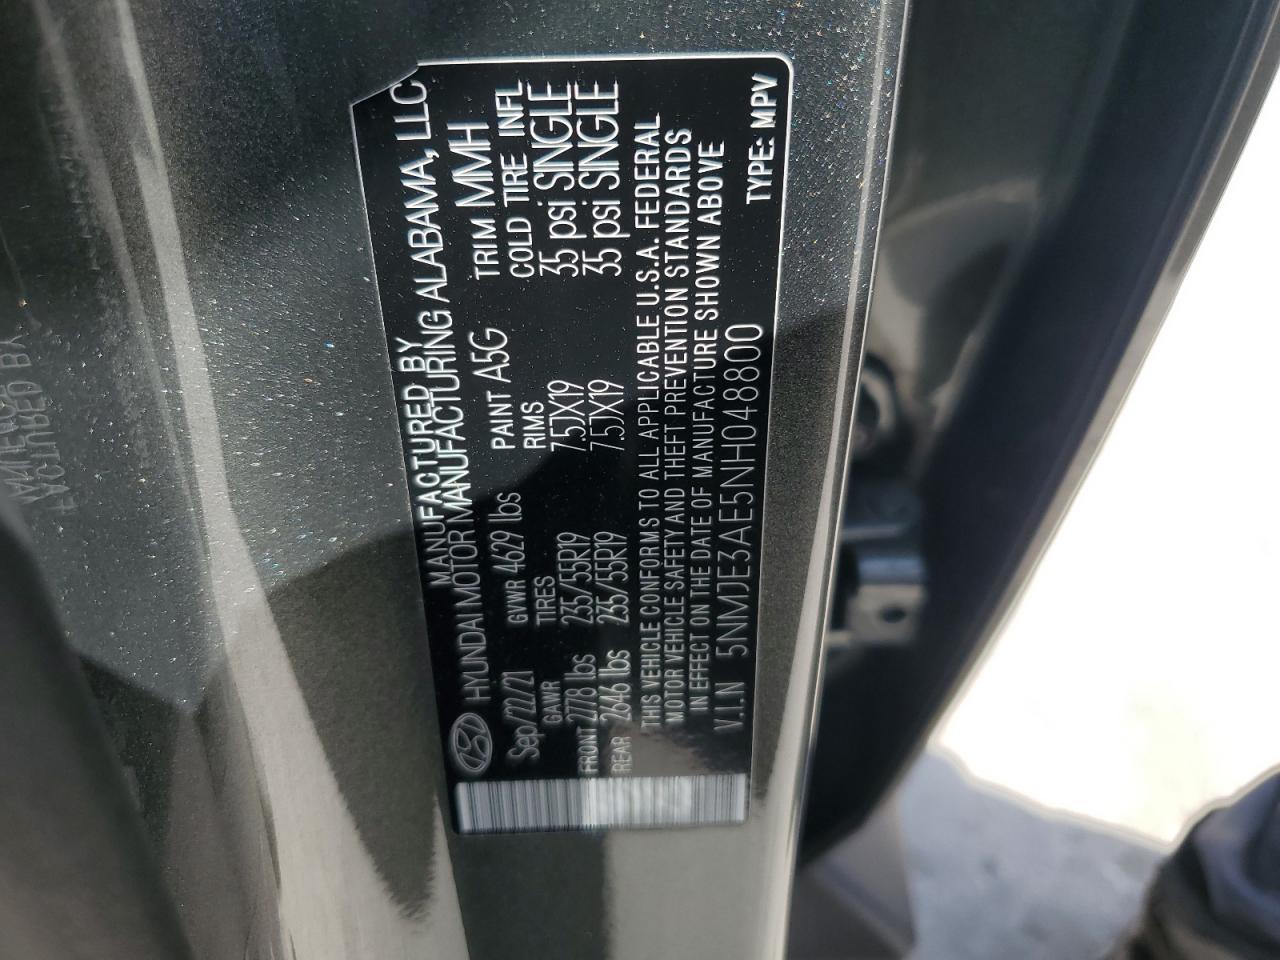 MANUFACTURED BY
HYUNDAI MOTOR MANUFACTURING ALABAMA, LLC
Sep/22/21 GVWR 4629 lbs PAINT A5G TRIM MMH
GAWR TIRES RIMS COLD TIRE INFL
FRONT 2778 lbs 235/55R19 7.5JX19 35 psi SINGLE
REAR 2646 lbs 235/55R19 7.5JX19 35 psi SINGLE
THIS VEHICLE CONFORMS TO ALL APPLICABLE U.S.A. FEDERAL
MOTOR VEHICLE SAFETY AND THEFT PREVENTION STANDARDS
IN EFFECT ON THE DATE OF MANUFACTURE SHOWN ABOVE
V.I.N 5NMJE3AE5NH048800 TYPE: MPV